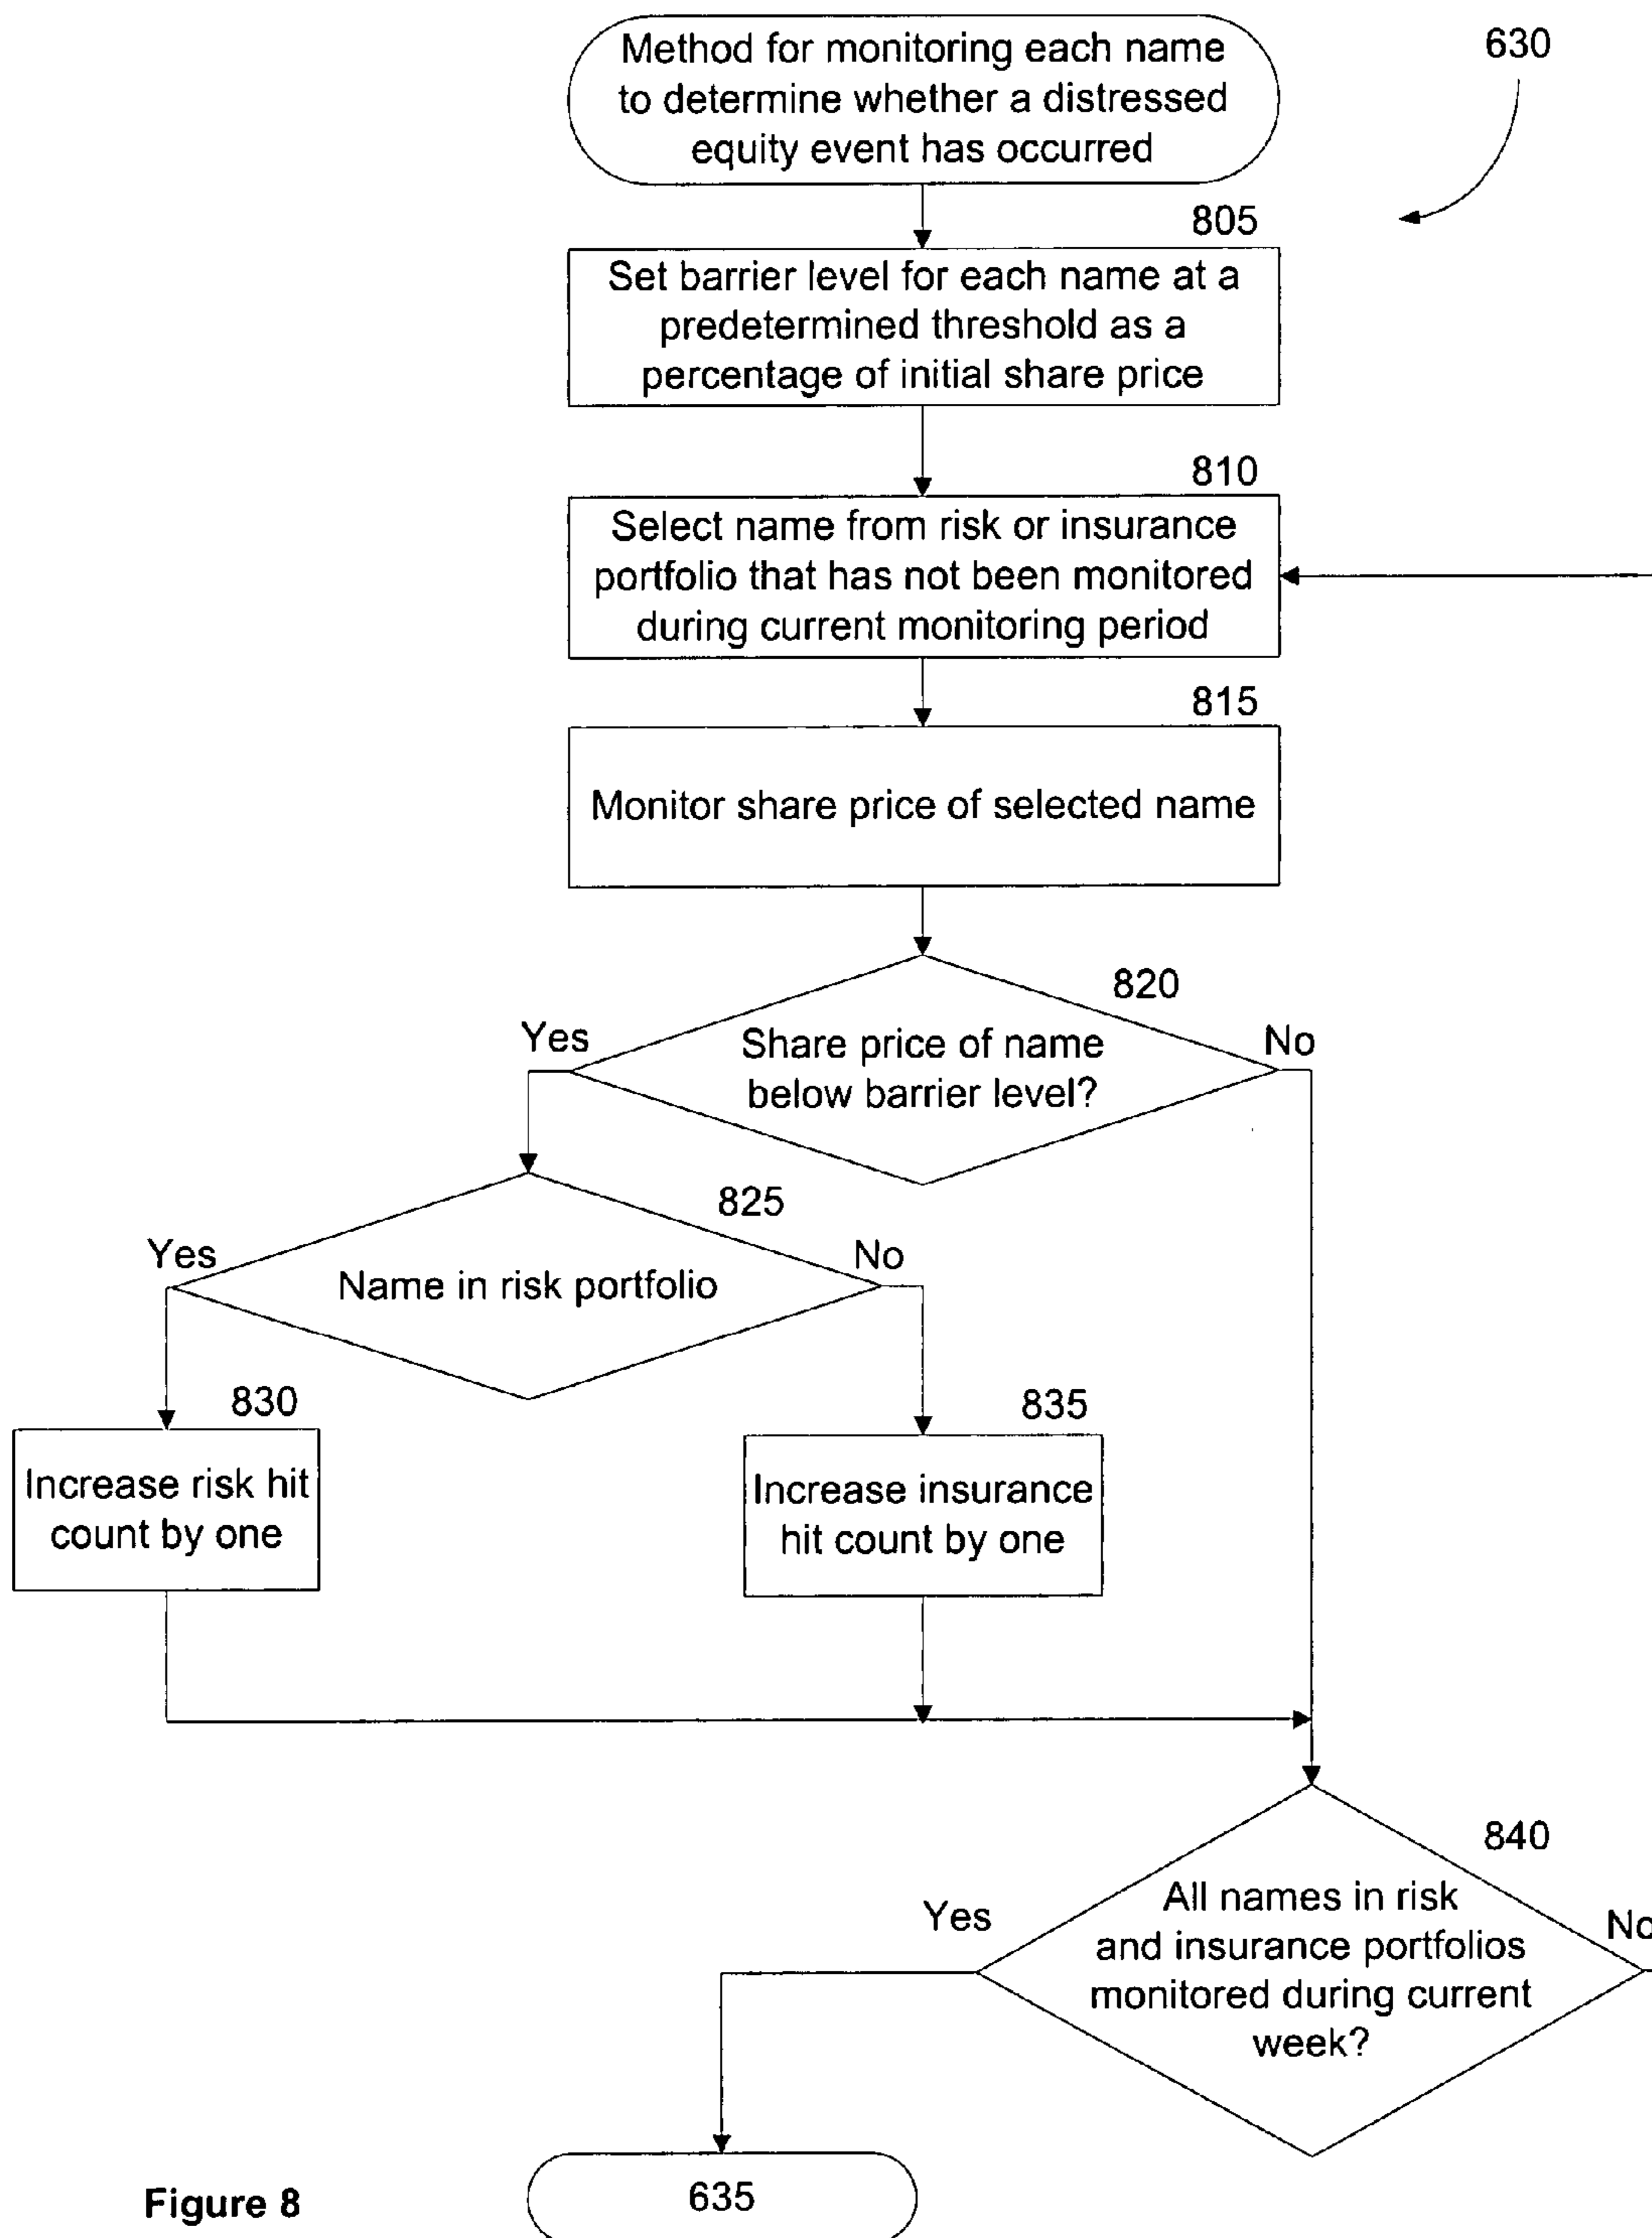 Method for monitoring each name
to determine whether a distressed
equity event has occurred
630
805
Set barrier level for each name at a
predetermined threshold as a
percentage of initial share price
810
Select name from risk or insurance
portfolio that has not been monitored
during current monitoring period
815
Monitor share price of selected name
820
Yes
Share price of name
below barrier level?
No
825
Yes
Name in risk portfolio
No
830
Increase risk hit
count by one
835
Increase insurance
hit count by one
840
Yes
All names in risk
and insurance portfolios
monitored during current
week?
No
635
Figure 8